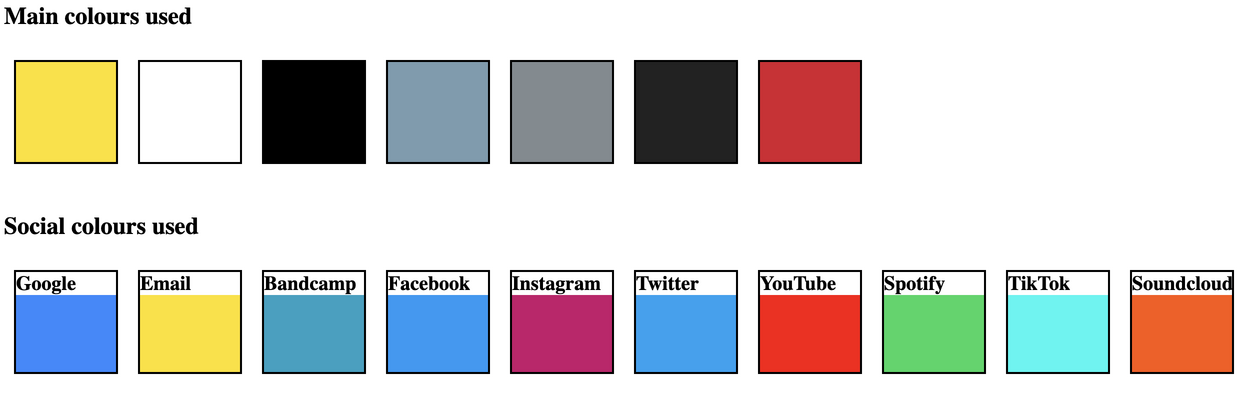 Main colours used
Social colours used
Google Email Bandcamp Facebook Instagram Twitter YouTube Spotify TikTok Soundcloud